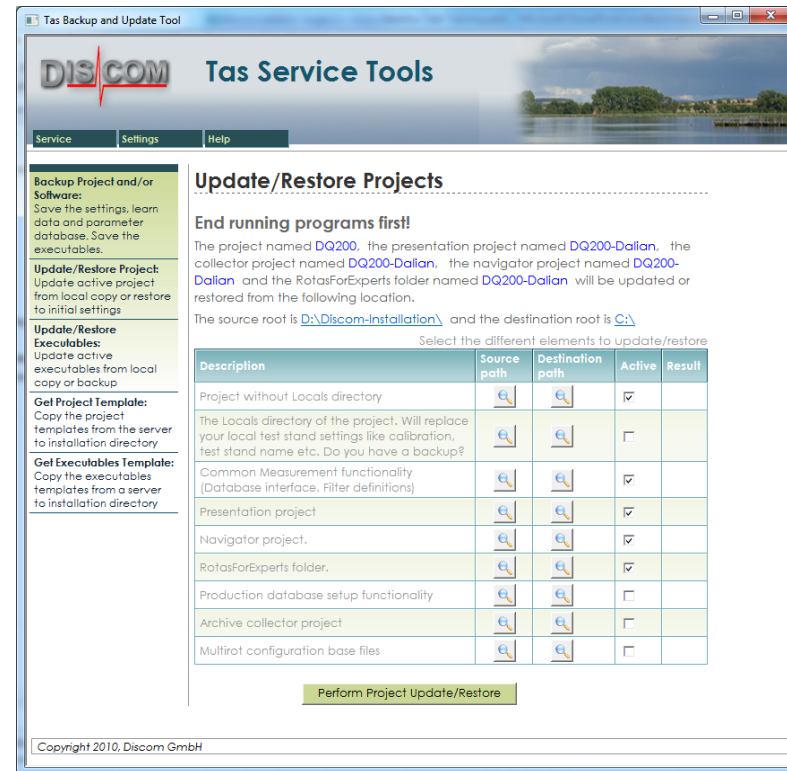 Tas Backup and Update Tool
DISCOM
Tas Service Tools
Service Settings Help
Backup Project and/or
Software:
Save the settings, learn
data and parameter
database. Save the
executables.
Update/Restore Project:
Update active project
from local copy or restore
to initial settings
Update/Restore
Executables:
Update active
executables from local
copy or backup
Get Project Template:
Copy the project
templates from the server
to installation directory
Get Executables Template:
Copy the executables
templates from a server
to installation directory
Update/Restore Projects
End running programs first!
The project named DQ200, the presentation project named DQ200-Dalian, the
collector project named DQ200-Dalian, the navigator project named DQ200-
Dalian and the RotasForExperts folder named DQ200-Dalian will be updated or
restored from the following location.
The source root is D:\Discom-Installation\ and the destination root is C:\
Select the different elements to update/restore
Description Source path Destination path Active Result
Project without Locals directory
The Locals directory of the project. Will replace
your local test stand settings like calibration,
test stand name etc. Do you have a backup?
Common Measurement functionality
(Database interface, Filter definitions)
Presentation project
Navigator project.
RotasForExperts folder.
Production database setup functionality
Archive collector project
Multirot configuration base files
Perform Project Update/Restore
Copyright 2010, Discom GmbH